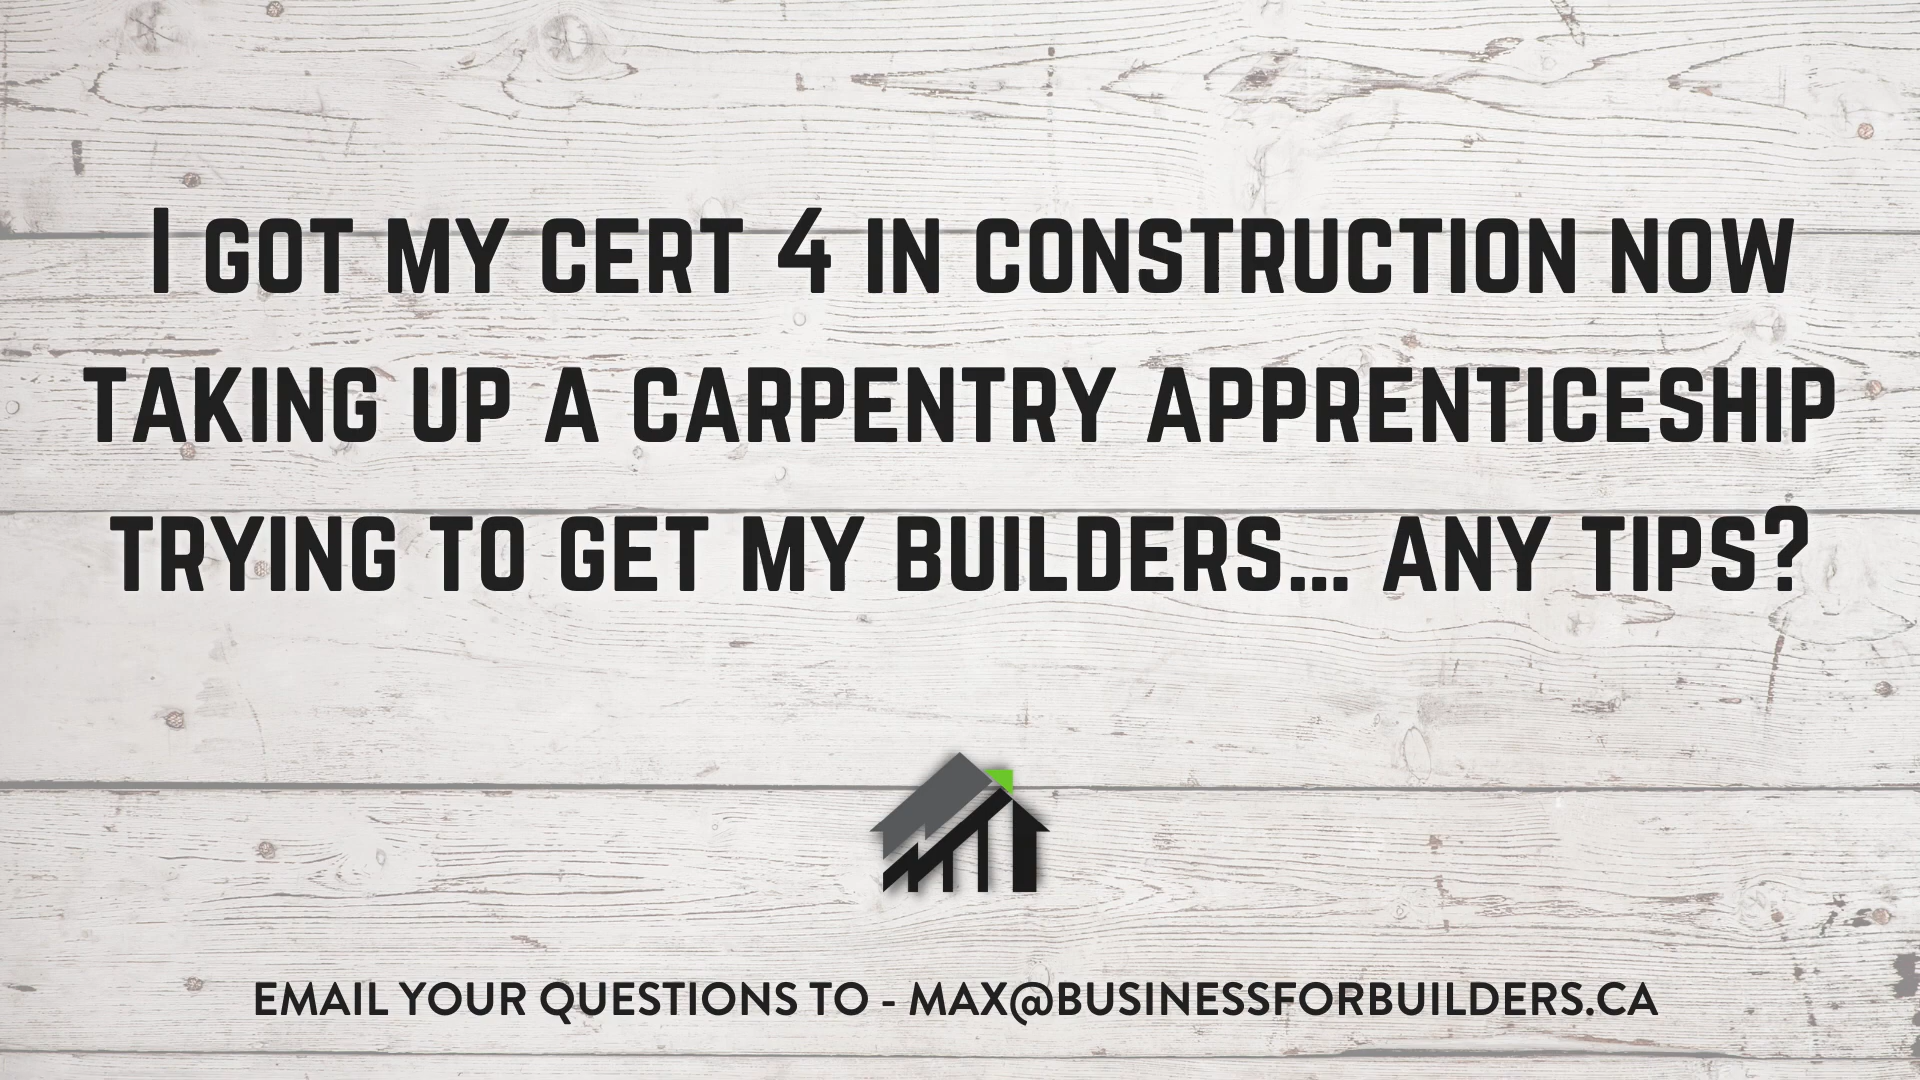 I GOT MY CERT 4 IN CONSTRUCTION NOW
TAKING UP A CARPENTRY APPRENTICESHIP
TRYING TO GET MY BUILDERS... ANY TIPS?
EMAIL YOUR QUESTIONS TO - MAX@BUSINESSFORBUILDERS.CA